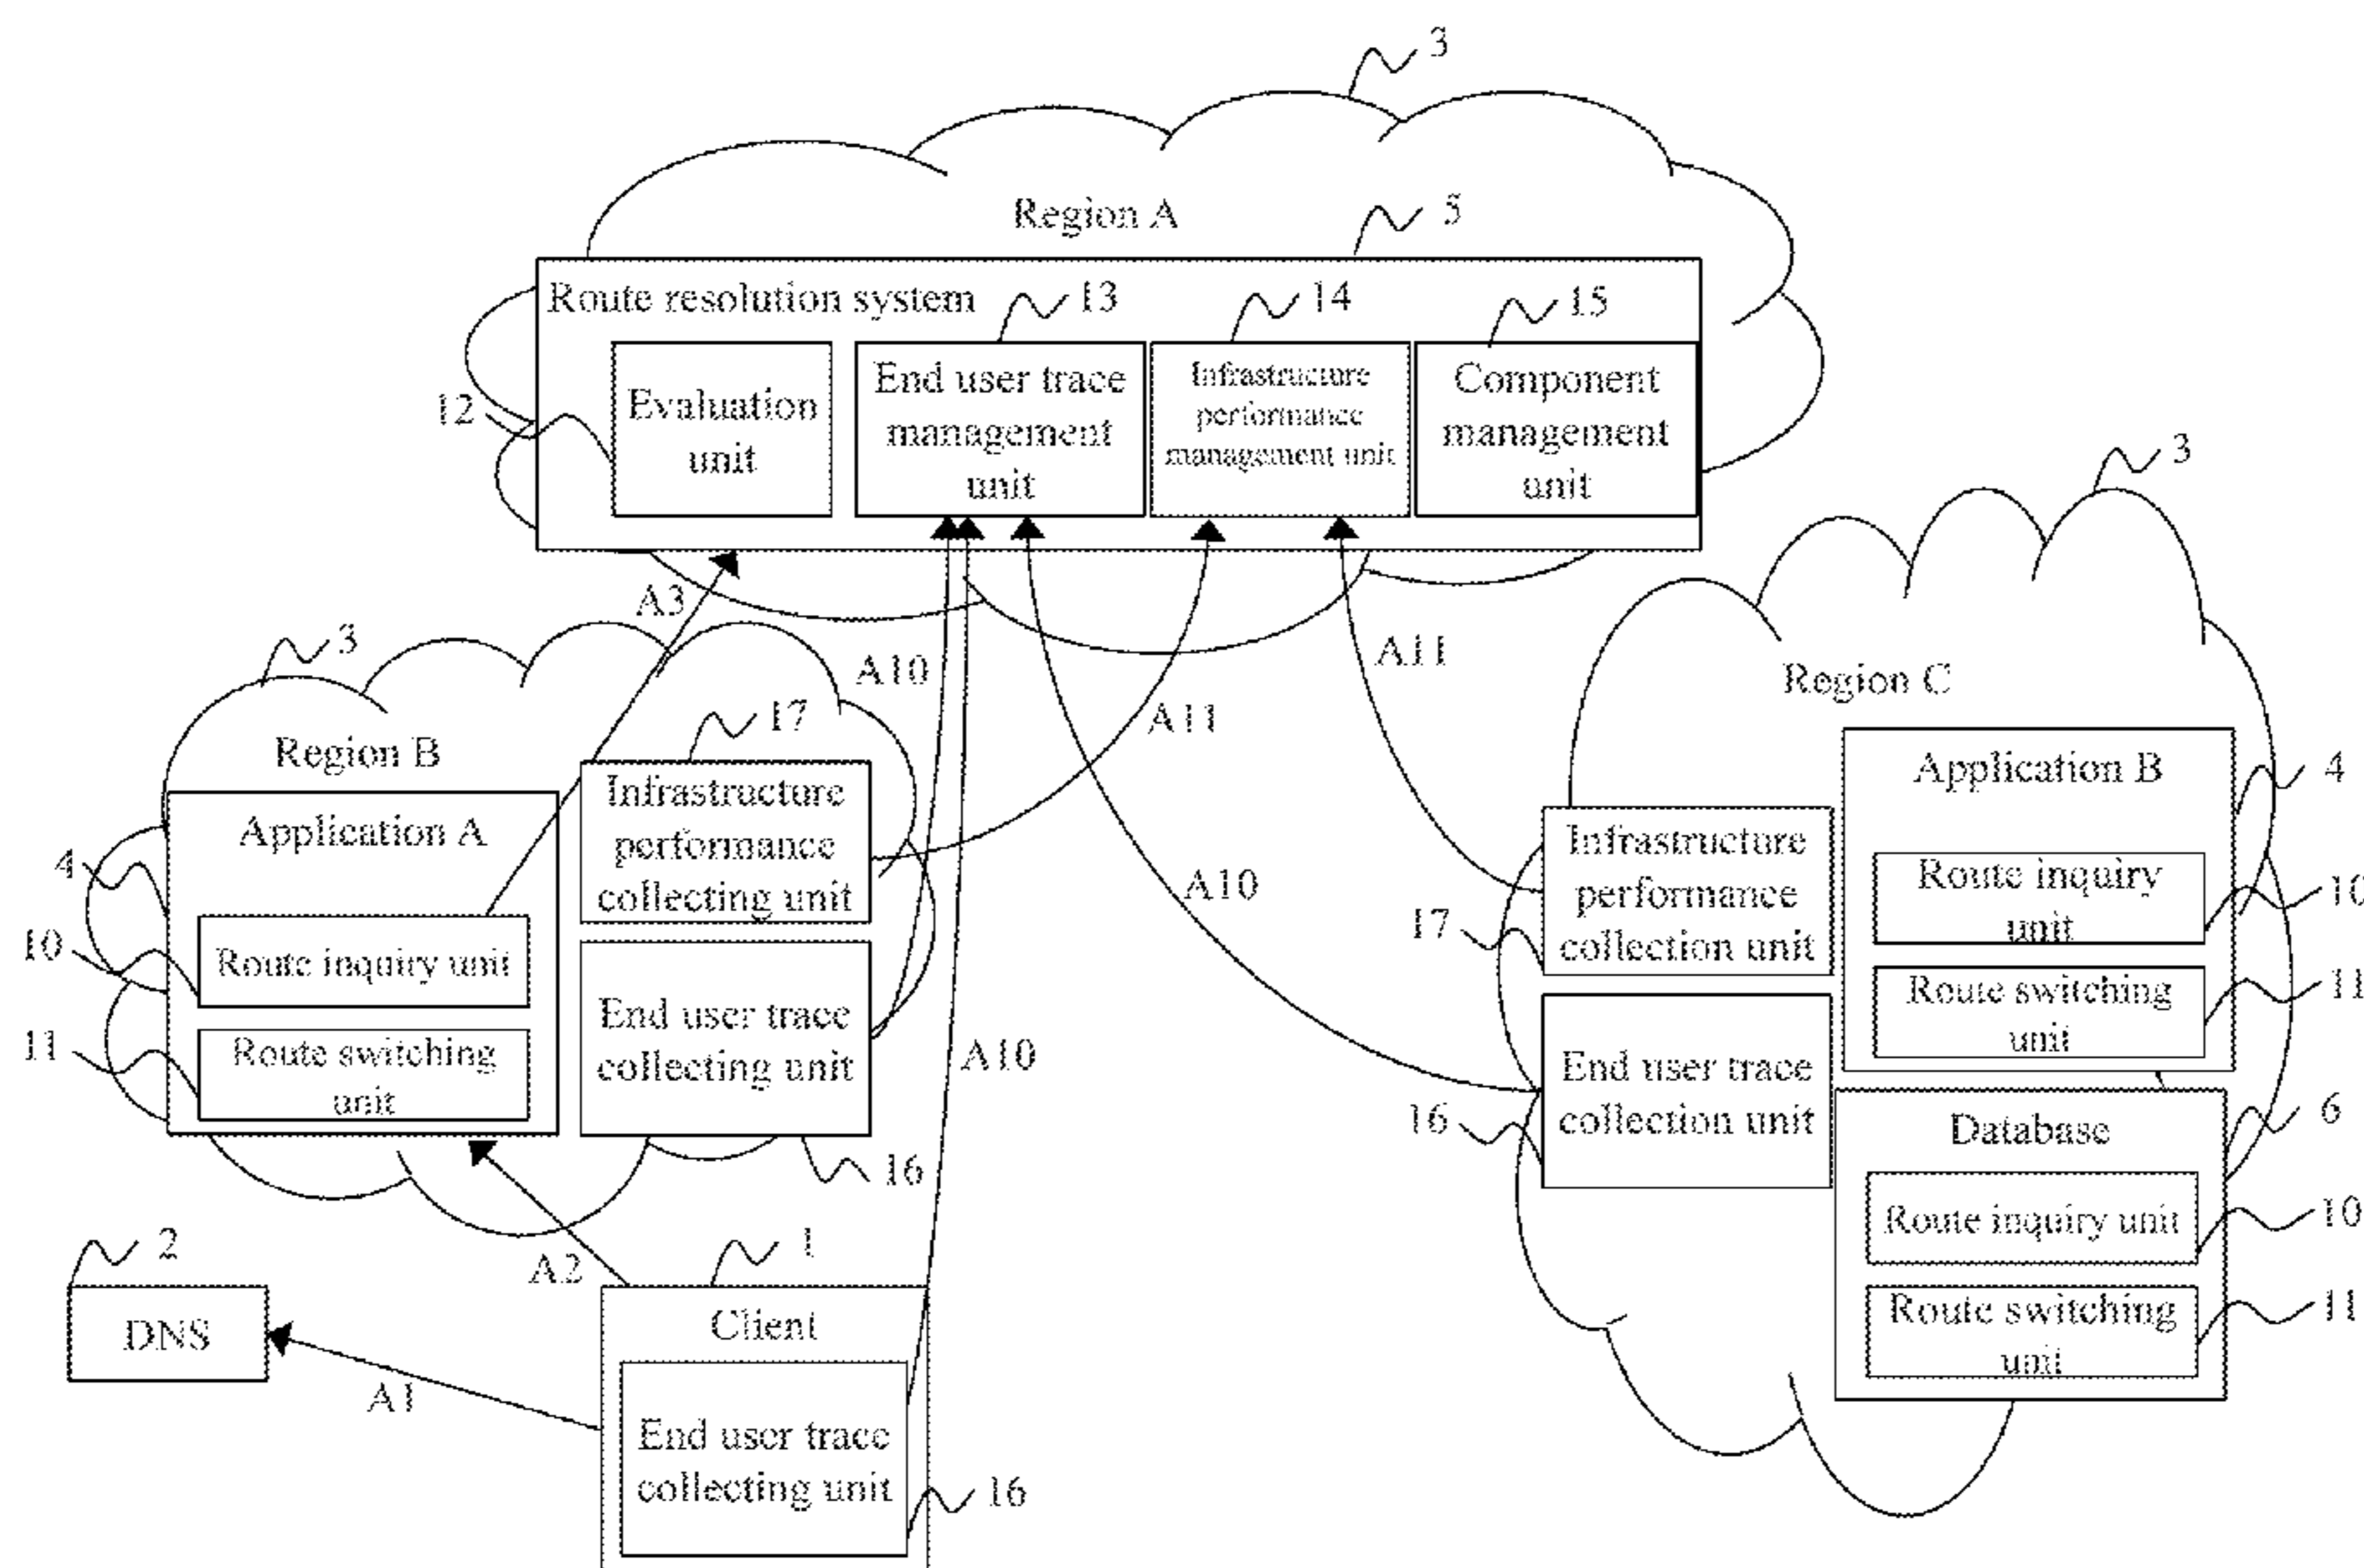 3
Region A
5
Route resolution system
13
14
15
12
Evaluation
unit
End user trace
management
unit
Infrastructure
performance
management unit
Component
management
unit
3
A3
A10
A11
A11
3
Region B
17
Application A
4
Route inquiry unit
10
Route switching
unit
11
Infrastructure
performance
collecting unit
End user trace
collecting unit
16
A10
A10
Region C
Application B
4
Route inquiry
unit
10
Route switching
unit
11
Infrastructure
performance
collection unit
17
End user trace
collection unit
16
Database
6
Route inquiry unit
10
Route switching
unit
11
2
DNS
A1
A2
1
Client
End user trace
collecting unit
16